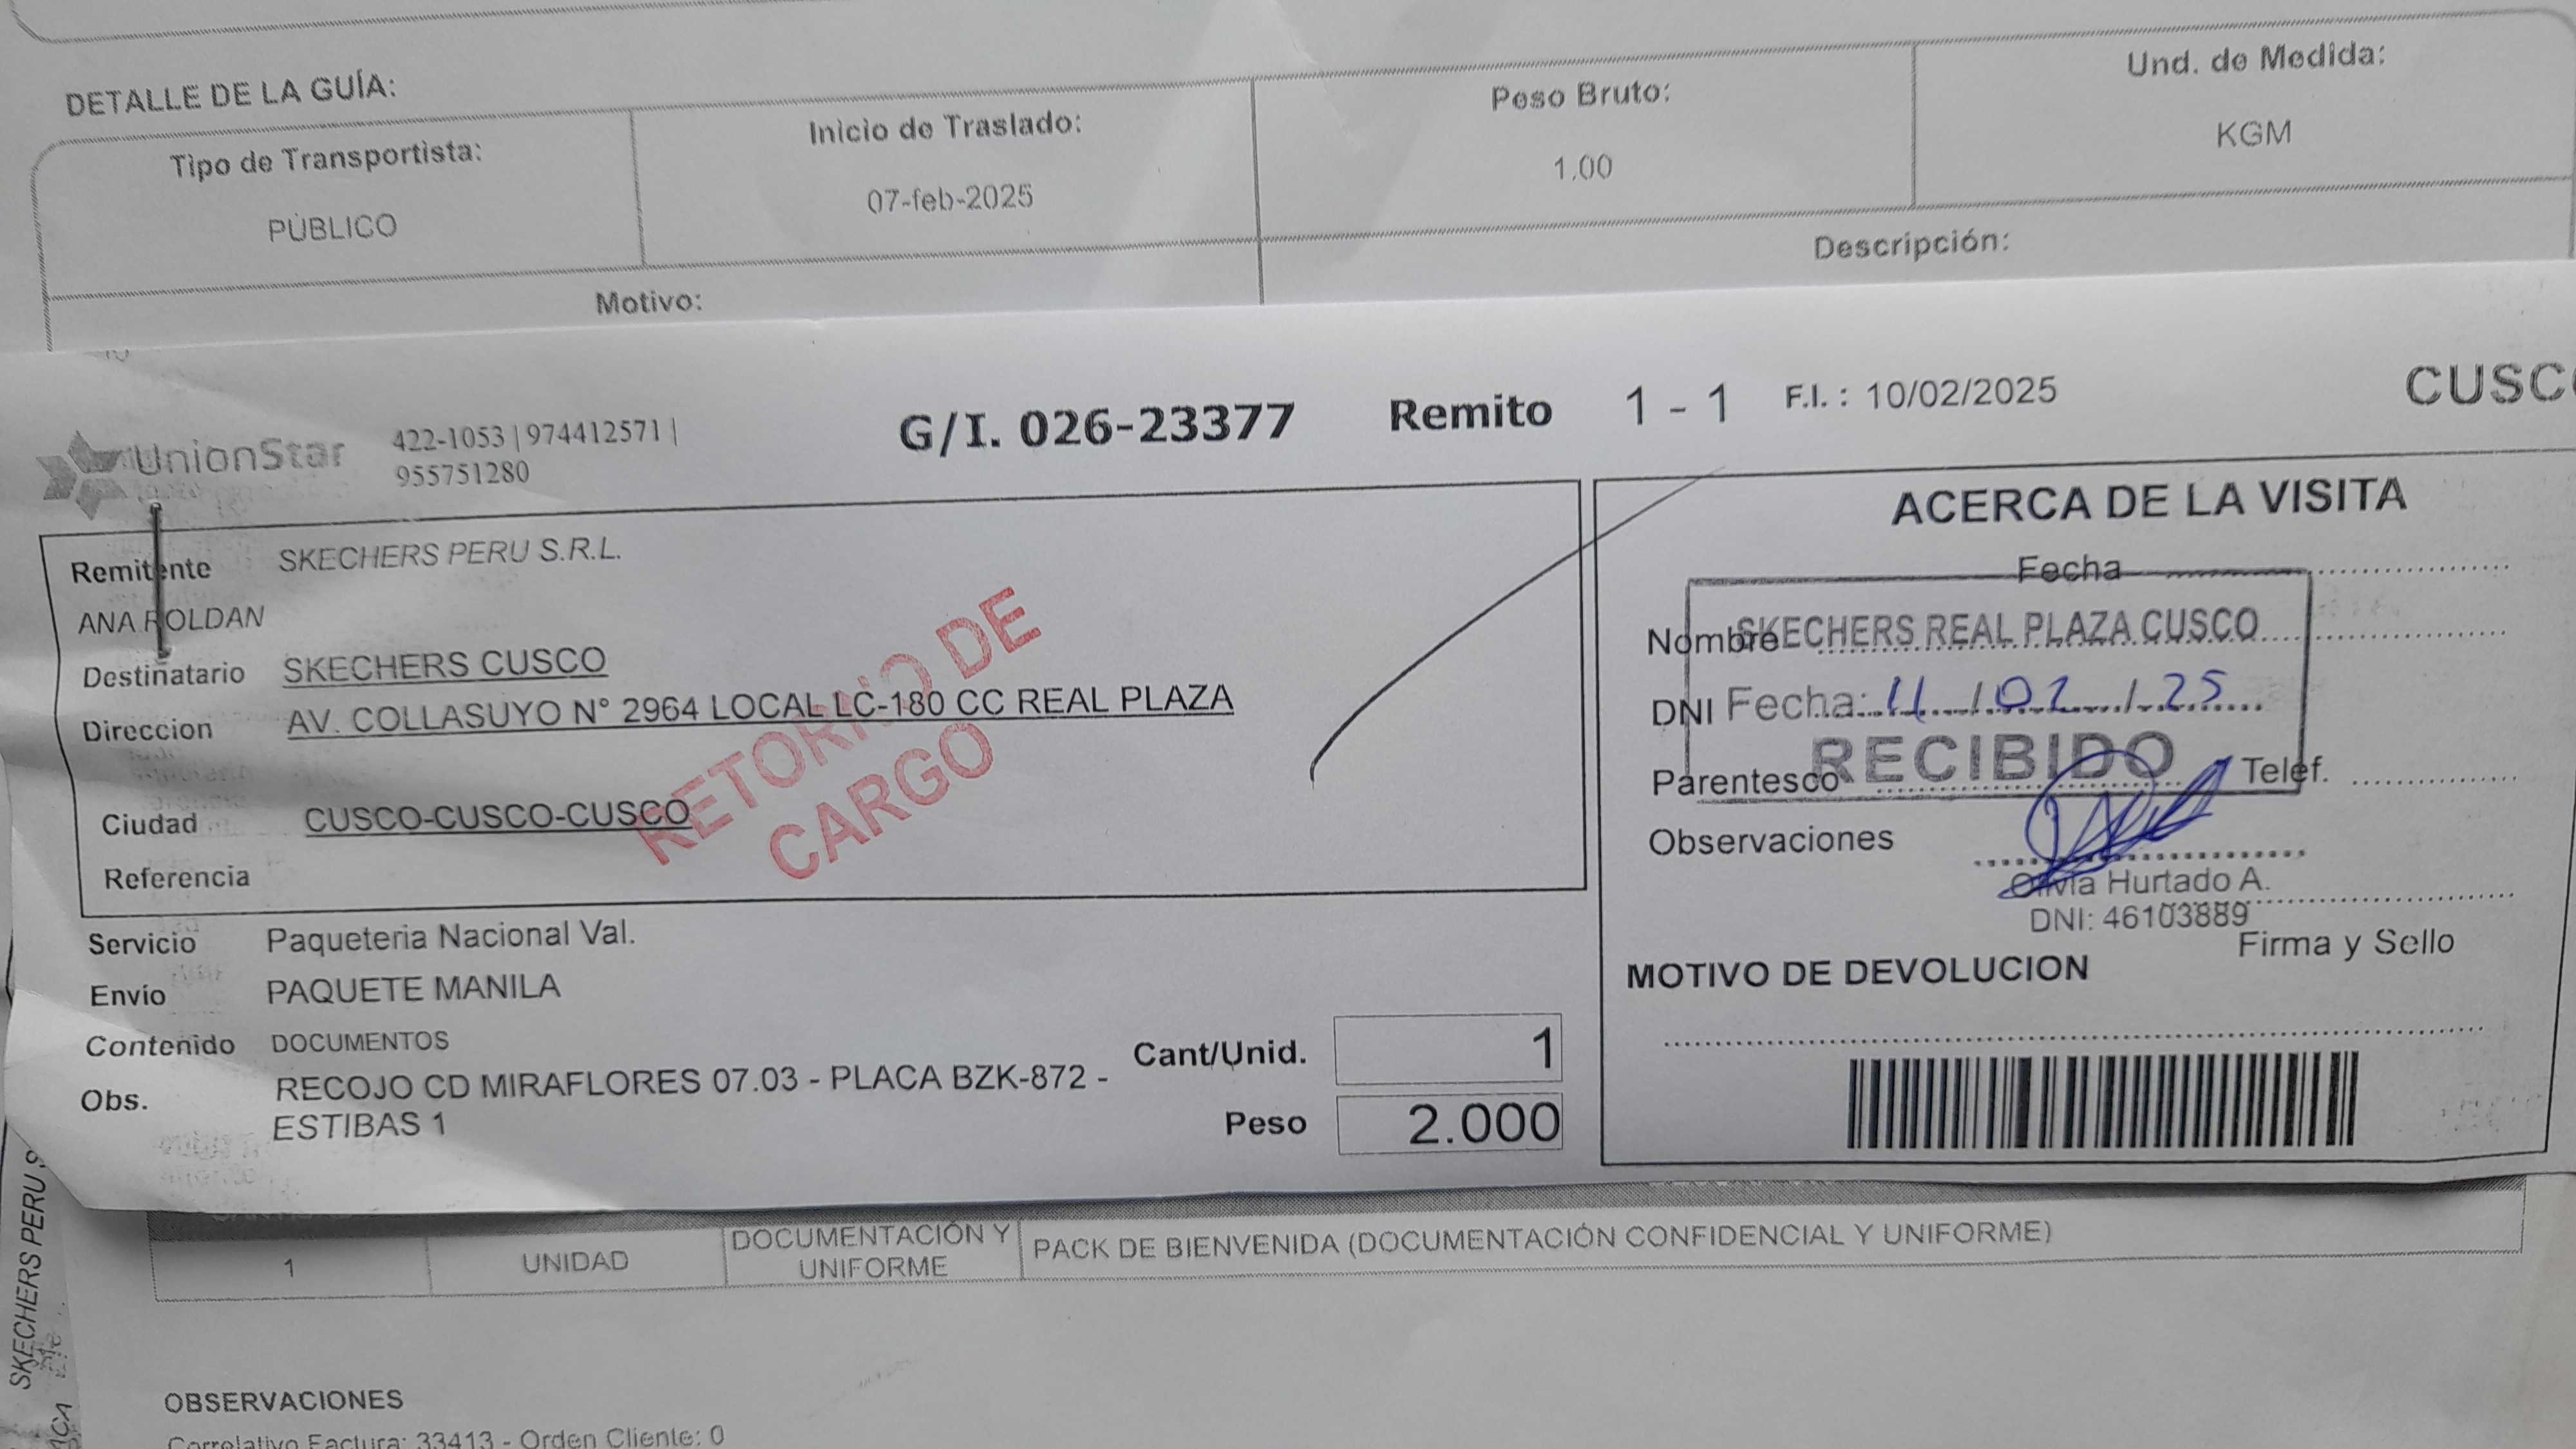 DETALLE DE LA GUÍA:
Tipo de Transportista:
PÚBLICO
Inicio de Traslado:
07-feb-2025
Peso Bruto:
1.00
Und. de Medida:
KGM
Motivo:
Descripción:
UnionStar
422-1053 | 974412571 |
955751280
G/I. 026-23377 Remito 1 - 1 F.I. : 10/02/2025
Remitente SKECHERS PERU S.R.L.
ANA ROLDAN
Destinatario SKECHERS CUSCO
Direccion AV. COLLASUYO N° 2964 LOCAL LC-180 CC REAL PLAZA
Ciudad CUSCO-CUSCO-CUSCO
Referencia
RETORNO DE
CARGO
Servicio Paqueteria Nacional Val.
Envío PAQUETE MANILA
Contenido DOCUMENTOS
Obs. RECOJO CD MIRAFLORES 07.03 - PLACA BZK-872 -
ESTIBAS 1
Cant/Unid. 1
Peso 2.000
ACERCA DE LA VISITA
Fecha
Nombre
DNI
Parentesco
Telef.
Observaciones
SKECHERS REAL PLAZA CUSCO
Fecha: 11 / 02 / 25
RECIBIDO
Olivia Hurtado A.
DNI: 46103889
Firma y Sello
MOTIVO DE DEVOLUCION
1 UNIDAD DOCUMENTACIÓN Y
UNIFORME
PACK DE BIENVENIDA (DOCUMENTACIÓN CONFIDENCIAL Y UNIFORME)
OBSERVACIONES
Correlativo Factura: 33413 - Orden Cliente: 0
SKECHERS PERU